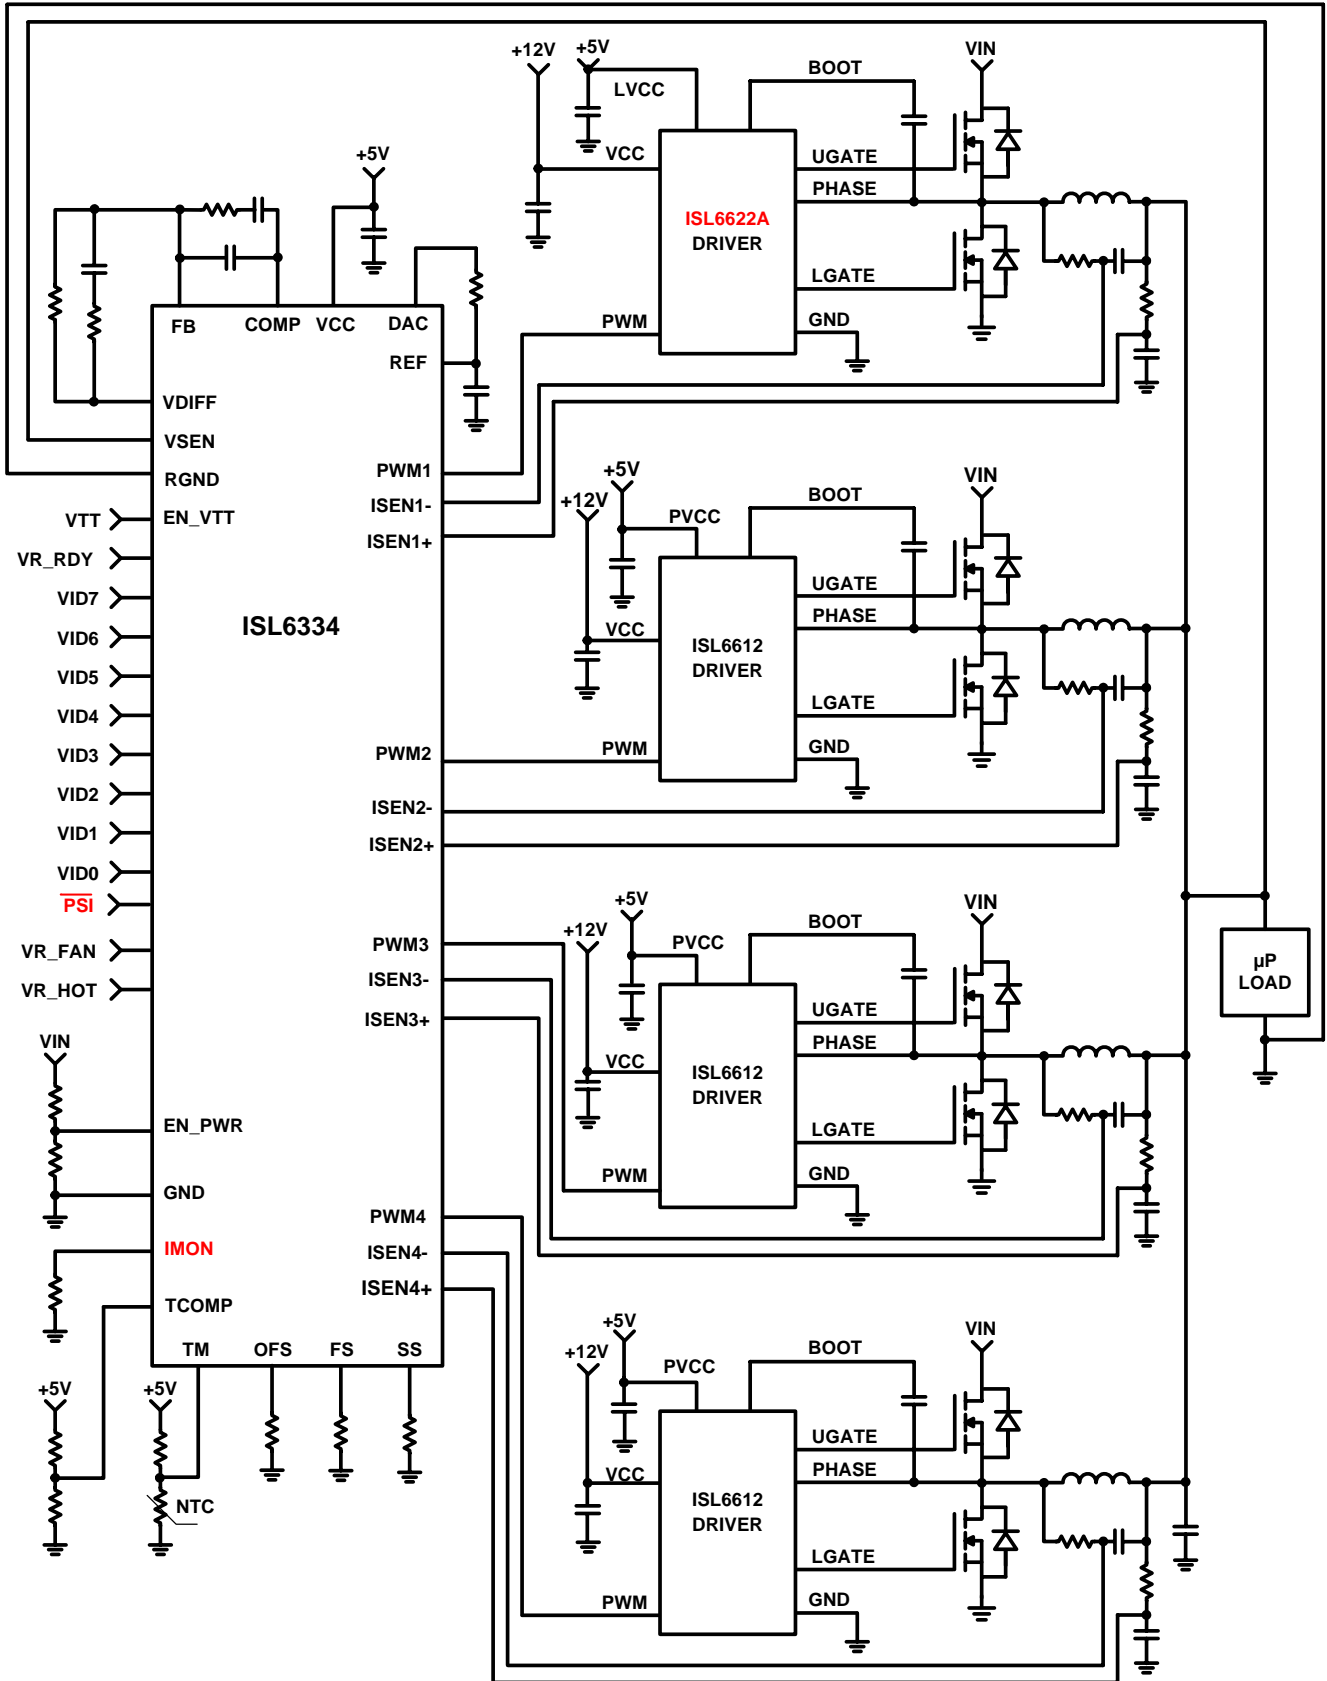 +12V
+5V
LVCC
BOOT
VIN
VCC
UGATE
PHASE
ISL6622A
DRIVER
LGATE
GND
PWM
+5V
FB
COMP
VCC
DAC
REF
VDIFF
VSEN
RGND
EN_VTT
VTT
VR_RDY
VID7
VID6
VID5
VID4
VID3
VID2
VID1
VID0
PSI
VR_FAN
VR_HOT
VIN
EN_PWR
GND
IMON
TCOMP
TM
OFS
FS
SS
ISL6334
PWM1
ISEN1-
ISEN1+
PWM2
ISEN2-
ISEN2+
PWM3
ISEN3-
ISEN3+
PWM4
ISEN4-
ISEN4+
+5V
+5V
NTC
+5V
+12V
PVCC
BOOT
VIN
VCC
UGATE
PHASE
ISL6612
DRIVER
LGATE
GND
PWM
+5V
+12V
PVCC
BOOT
VIN
VCC
UGATE
PHASE
ISL6612
DRIVER
LGATE
GND
PWM
µP
LOAD
+5V
+12V
PVCC
BOOT
VIN
VCC
UGATE
PHASE
ISL6612
DRIVER
LGATE
GND
PWM